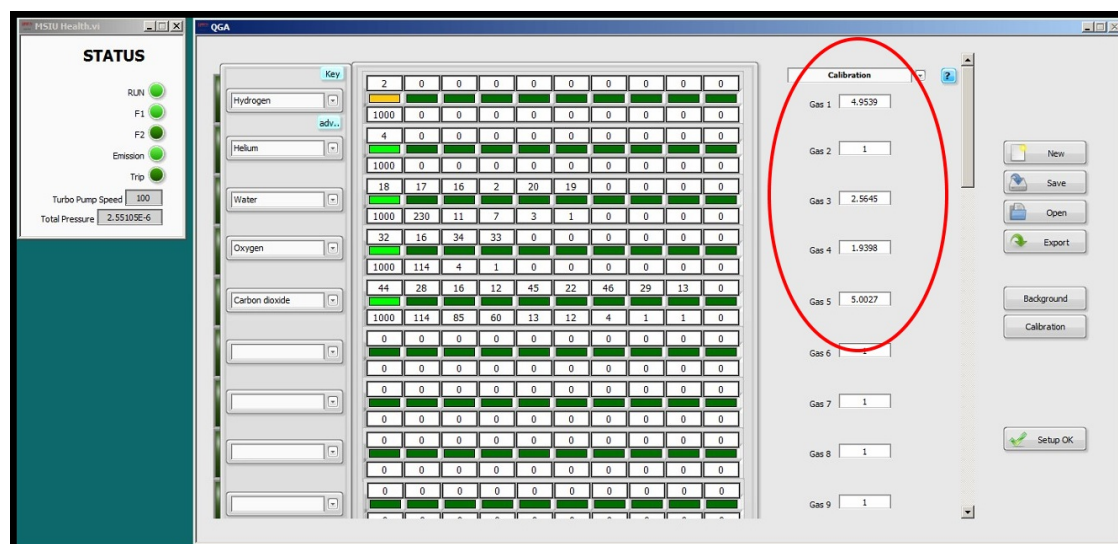 MSIU Health.vi
STATUS
RUN
F1
F2
Emission
Trip
Turbo Pump Speed 100
Total Pressure 2.55105E-6
QGA
Key
adv..
Hydrogen
2 0 0 0 0 0 0 0 0 0
1000 0 0 0 0 0 0 0 0 0
Helium
4 0 0 0 0 0 0 0 0 0
1000 0 0 0 0 0 0 0 0 0
Water
18 17 16 2 20 19 0 0 0 0
1000 230 11 7 3 1 0 0 0 0
Oxygen
32 16 34 33 0 0 0 0 0 0
1000 114 4 1 0 0 0 0 0 0
Carbon dioxide
44 28 16 12 45 22 46 29 13 0
1000 114 85 60 13 12 4 1 1 0
0 0 0 0 0 0 0 0 0 0
0 0 0 0 0 0 0 0 0 0
0 0 0 0 0 0 0 0 0 0
0 0 0 0 0 0 0 0 0 0
0 0 0 0 0 0 0 0 0 0
0 0 0 0 0 0 0 0 0 0
0 0 0 0 0 0 0 0 0 0
Calibration ?
Gas 1 4.9539
Gas 2 1
Gas 3 2.5645
Gas 4 1.9398
Gas 5 5.0027
Gas 6
Gas 7 1
Gas 8 1
Gas 9 1
New
Save
Open
Export
Background
Calibration
Setup OK